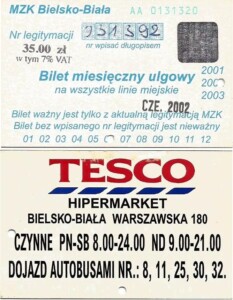 MZK Bielsko-Biała AA 0131320
Nr legitymacji 951392
nr wpisać długopisem
35.00 zł
w tym 7% VAT
Bilet miesięczny ulgowy 2001
na wszystkie linie miejskie 2003
CZE. 2002
Bilet ważny jest tylko z aktualną legitymacją MZK
Bilet bez wpisanego nr legitymacji jest nieważny
01 02 03 04 05 06 07 08 09 10 11 12
TESCO
HIPERMARKET
BIELSKO-BIAŁA WARSZAWSKA 180
CZYNNE PN-SB 8.00-24.00 ND 9.00-21.00
DOJAZD AUTOBUSAMI NR.: 8, 11, 25, 30, 32.